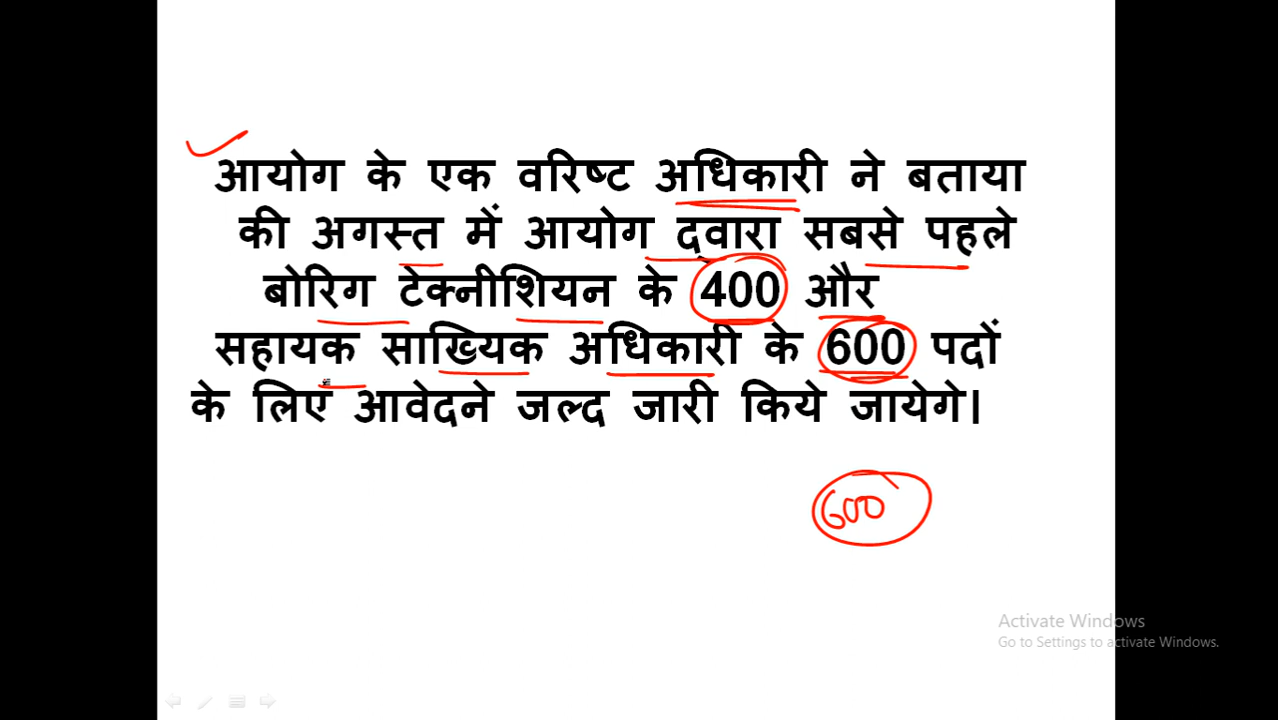 आयोग के एक वरिष्ट अधिकारी ने बताया
की अगस्त में आयोग द्वारा सबसे पहले
बोरिग टेक्नीशियन के 400 और
सहायक साख्यिक अधिकारी के 600 पदों
के लिए आवेदने जल्द जारी किये जायेगे।
600
Activate Windows
Go to Settings to activate Windows.